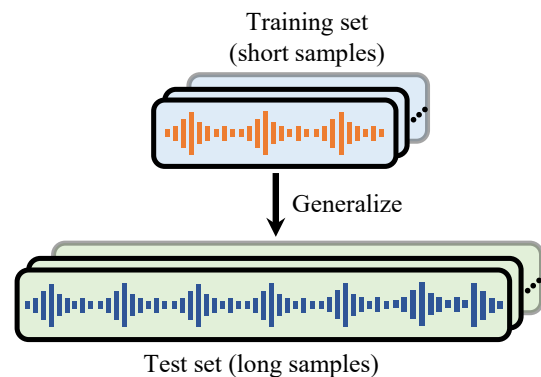 Training set
(short samples)
Generalize
Test set (long samples)